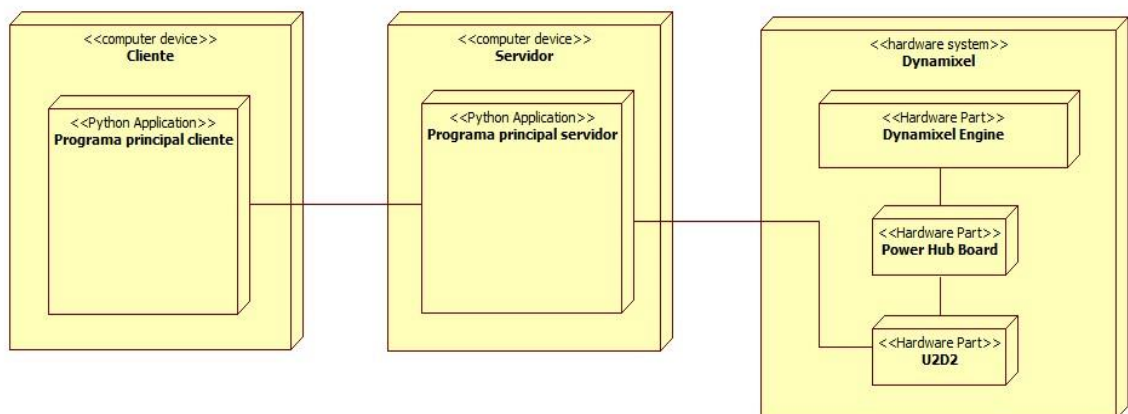 <<computer device>>
Cliente
<<Python Application>>
Programa principal cliente
<<computer device>>
Servidor
<<Python Application>>
Programa principal servidor
<<hardware system>>
Dynamixel
<<Hardware Part>>
Dynamixel Engine
<<Hardware Part>>
Power Hub Board
<<Hardware Part>>
U2D2